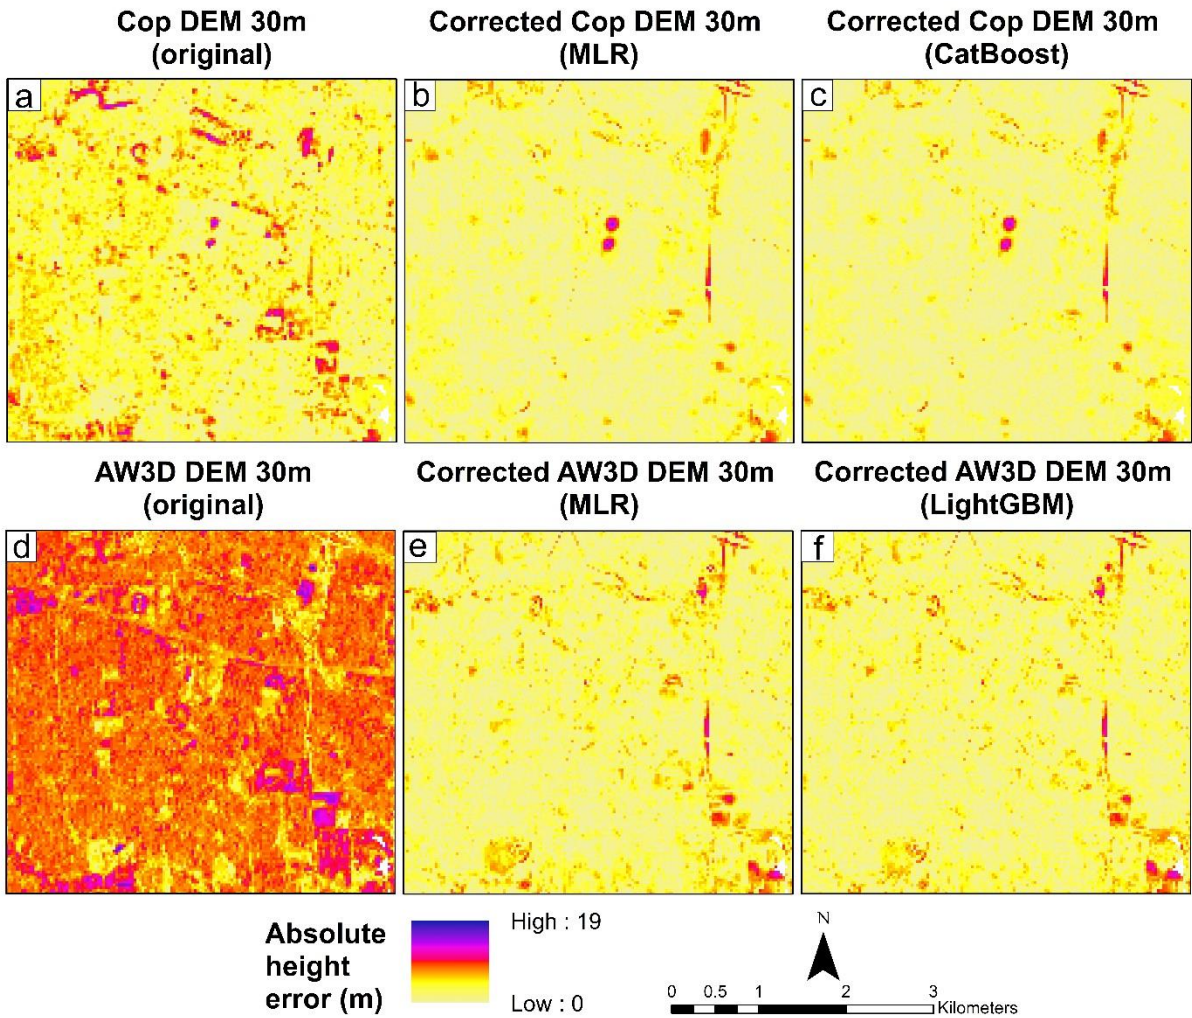 Cop DEM 30m
(original)
Corrected Cop DEM 30m
(MLR)
Corrected Cop DEM 30m
(CatBoost)
a
b
c
AW3D DEM 30m
(original)
Corrected AW3D DEM 30m
(MLR)
Corrected AW3D DEM 30m
(LightGBM)
d
e
f
Absolute
height
error (m)
High : 19
Low : 0
N
0 0.5 1 2 3
Kilometers